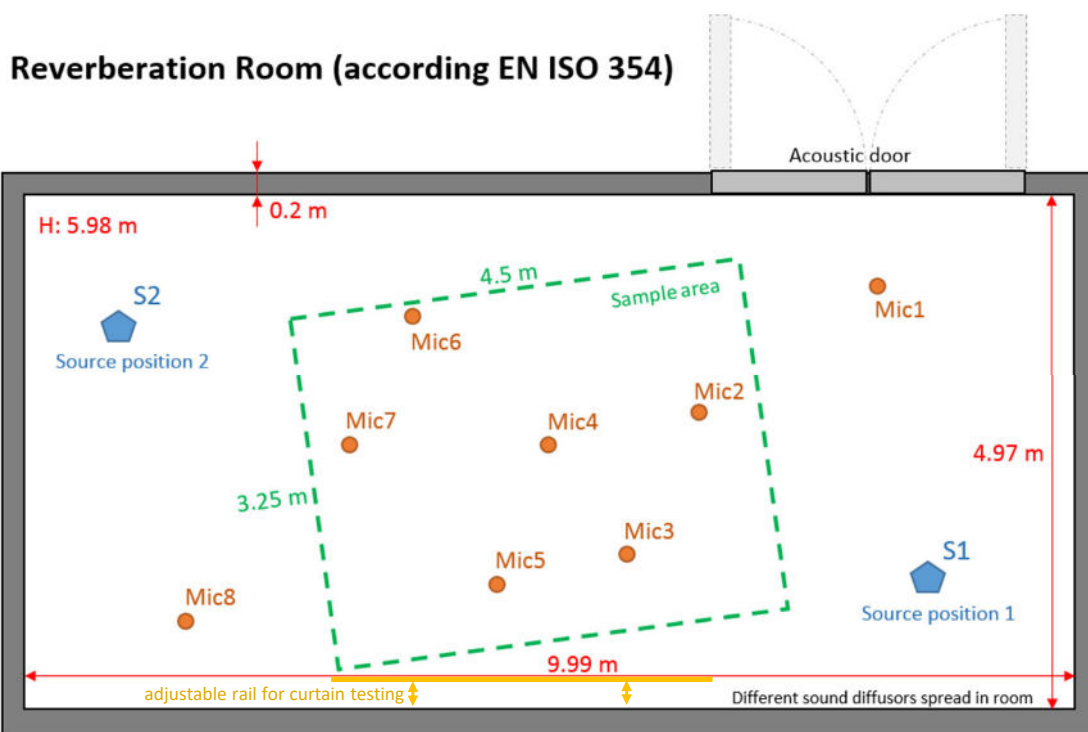 Reverberation Room (according EN ISO 354)
Acoustic door
0.2 m
H: 5.98 m
4.5 m
Sample area
S2
Mic1
Mic6
Source position 2
Mic2
Mic7
Mic4
4.97 m
3.25 m
Mic3
S1
Mic5
Mic8
Source position 1
9.99 m
adjustable rail for curtain testing
Different sound diffusors spread in room